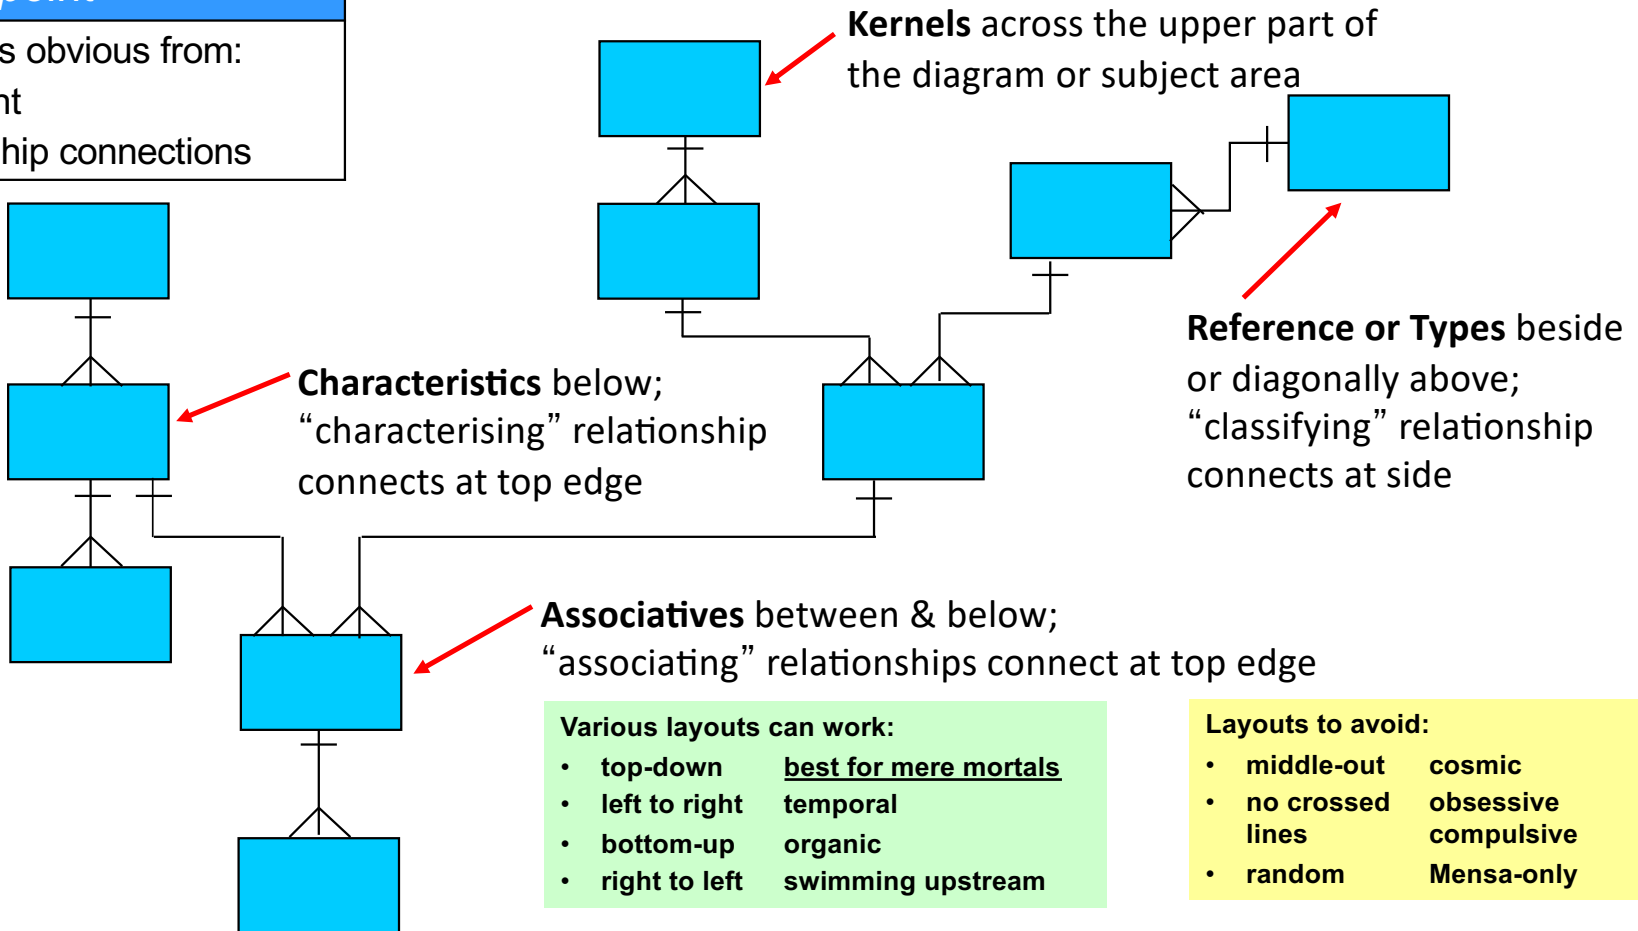 s obvious from:
nt
hip connections
Kernels across the upper part of
the diagram or subject area
Reference or Types beside
or diagonally above;
“classifying” relationship
connects at side
Characteristics below;
“characterising” relationship
connects at top edge
Associatives between & below;
“associating” relationships connect at top edge
Various layouts can work:
• top-down best for mere mortals
• left to right temporal
• bottom-up organic
• right to left swimming upstream
Layouts to avoid:
• middle-out cosmic
• no crossed obsessive
lines compulsive
• random Mensa-only